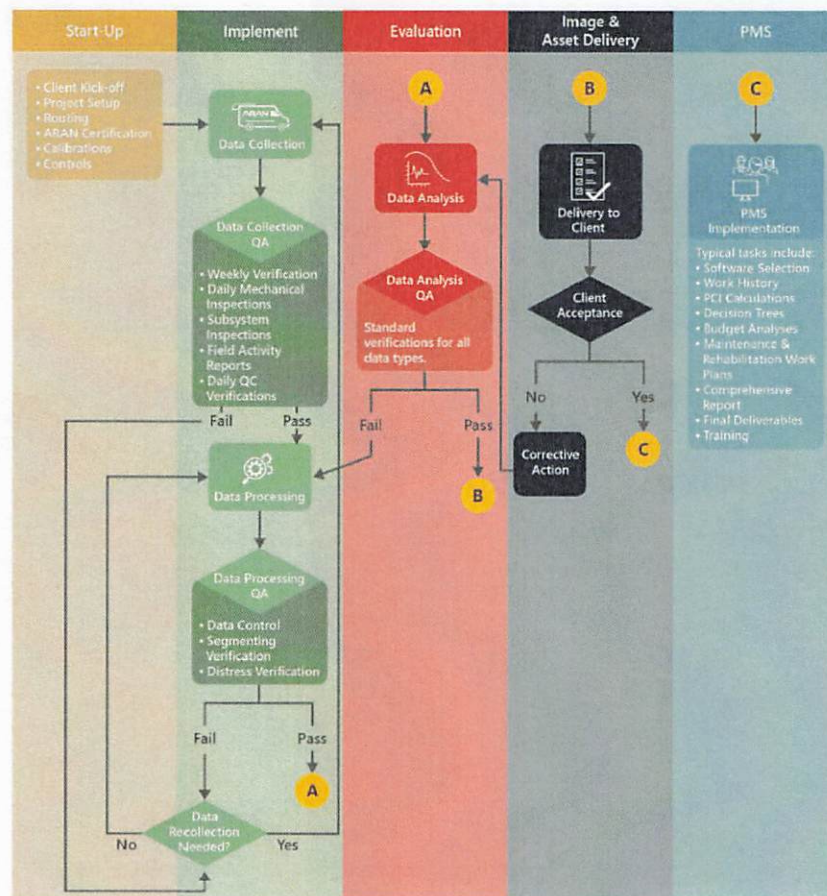 Start-Up
Implement
Evaluation
Image &
Asset Delivery
PMS
• Client Kick-off
• Project Setup
• Routing
• ARAN Certification
• Calibrations
• Controls
ARAN
Data Collection
Data Collection
QA
• Weekly Verification
• Daily Mechanical
Inspections
• Subsystem
Inspections
• Field Activity
Reports
• Daily QC
Verifications
Fail
Pass
Data Processing
Data Processing
QA
• Data Control
• Segmenting
Verification
• Distress Verification
Fail
Pass
A
Data
Recollection
Needed?
No
Yes
A
Data Analysis
Data Analysis
QA
Standard
verifications for all
data types.
Fail
Pass
B
B
Delivery to
Client
Client
Acceptance
No
Yes
Corrective
Action
C
C
PMS
Implementation
Typical tasks include:
• Software Selection
• Work History
• PCI Calculations
• Decision Trees
• Budget Analyses
• Maintenance &
Rehabilitation Work
Plans
• Comprehensive
Report
• Final Deliverables
• Training